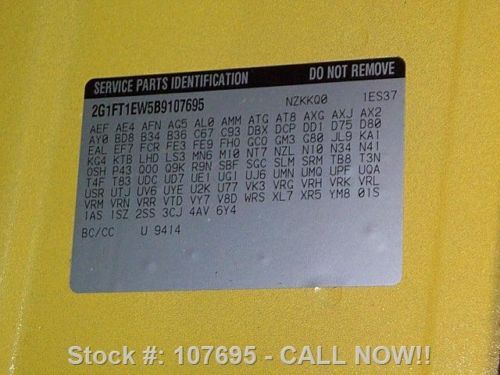 SERVICE PARTS IDENTIFICATION DO NOT REMOVE
2G1FT1EW5B9107695 NZKKQ0 1ES37
AEF AE4 AFN AG5 AL0 AMM ATG AT8 AXG AXJ AX2
AY0 BD8 B34 B36 C67 C93 DBX DCP DD1 D75 D80
EAL EF7 FCR FE3 FE9 FHO GCO GM3 G80 JL9 KA1
KG4 KTB LHD LS3 MN6 M10 NT7 NZL N10 N34 N41
OSH P43 QQQ Q9K R9N SBF SGC SLM SRM TB8 T3N
T4F T83 UDC UD7 UE1 UG1 UJ6 UMN UMQ UPF UQA
USR UTJ UV6 UYE U2K U77 VK3 VRG VRH VRK VRL
VRM VRN VRR VTD VY7 V8D WRS XL7 XR5 YM8 01S
1AS 1SZ 2SS 3CJ 4AV 6Y4
BC/CC U 9414
Stock #: 107695 - CALL NOW!!